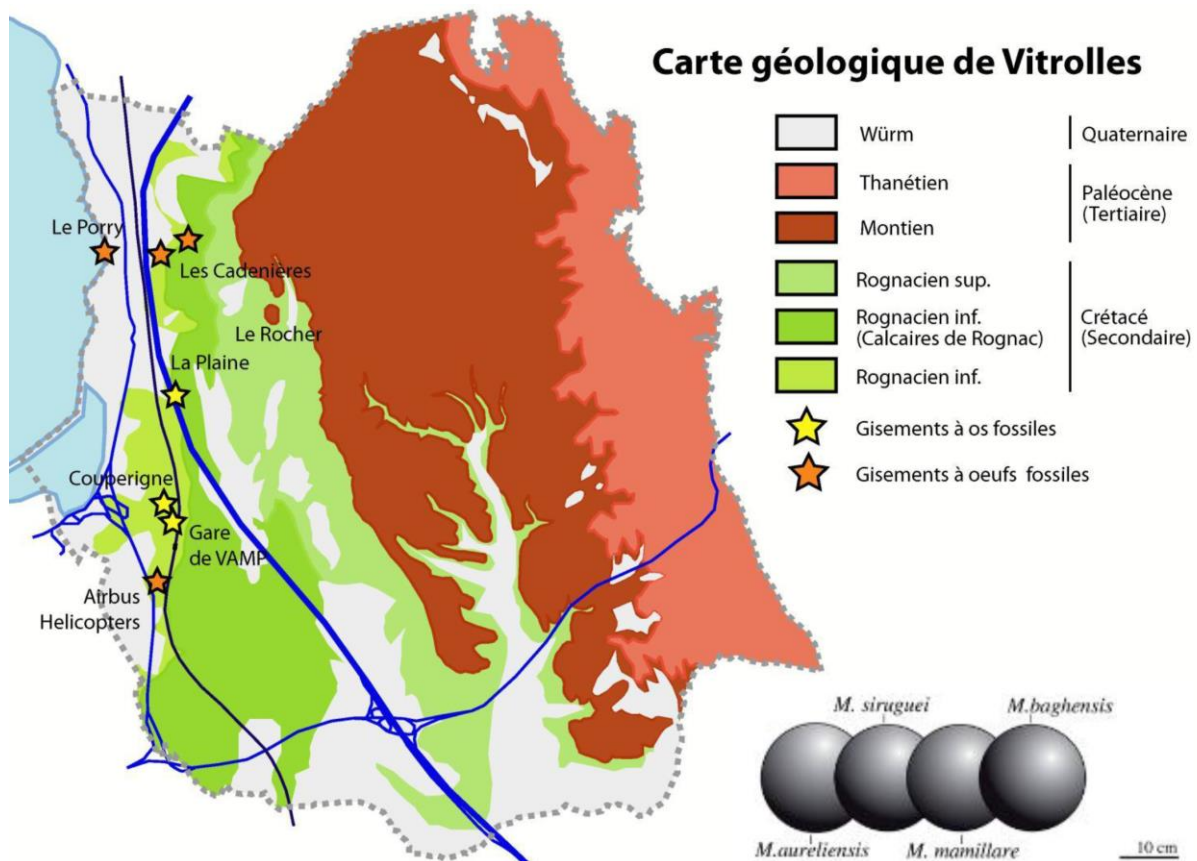 Carte géologique de Vitrolles
Würm
Quaternaire
Thanétien
Paléocène
(Tertiaire)
Montien
Rognacien sup.
Rognacien inf.
(Calcaires de Rognac)
Crétacé
(Secondaire)
Rognacien inf.
Gisements à os fossiles
Gisements à oeufs fossiles
Le Porry
Les Cadenières
Le Rocher
La Plaine
Couperigne
Gare
de VAMP
Airbus
Helicopters
M. siruguei
M.baghensis
M.aureliensis
M. mamillare
10 cm